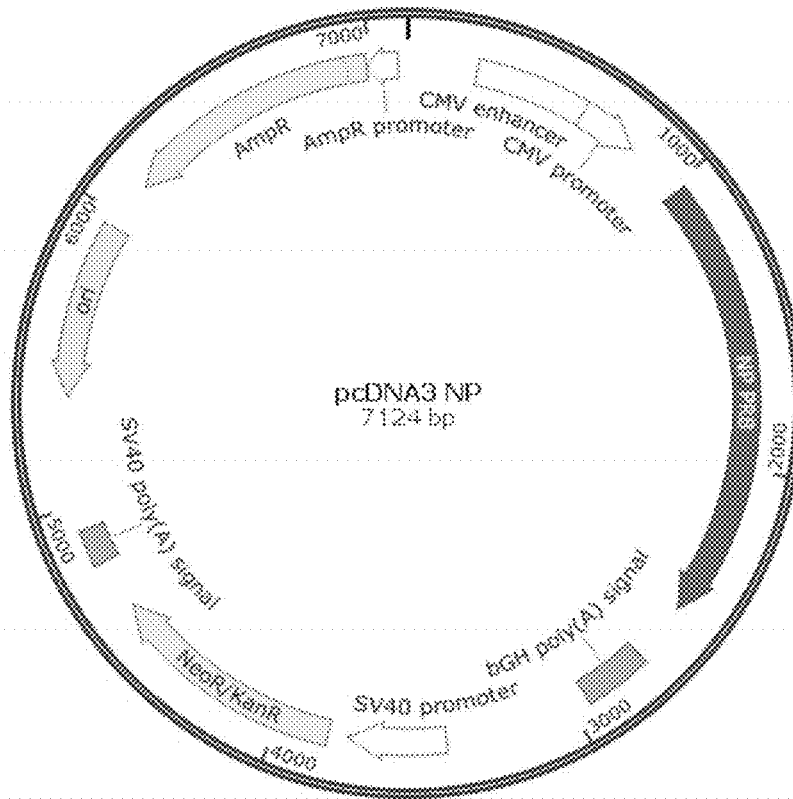 7000
AmpR
AmpR promoter
CMV enhancer
CMV promoter
1000
6000
ori
pcDNA3 NP
7124 bp
2000
SV40 poly(A) signal
5000
bGH poly(A) signal
NeoR/KanR
SV40 promoter
3000
4000